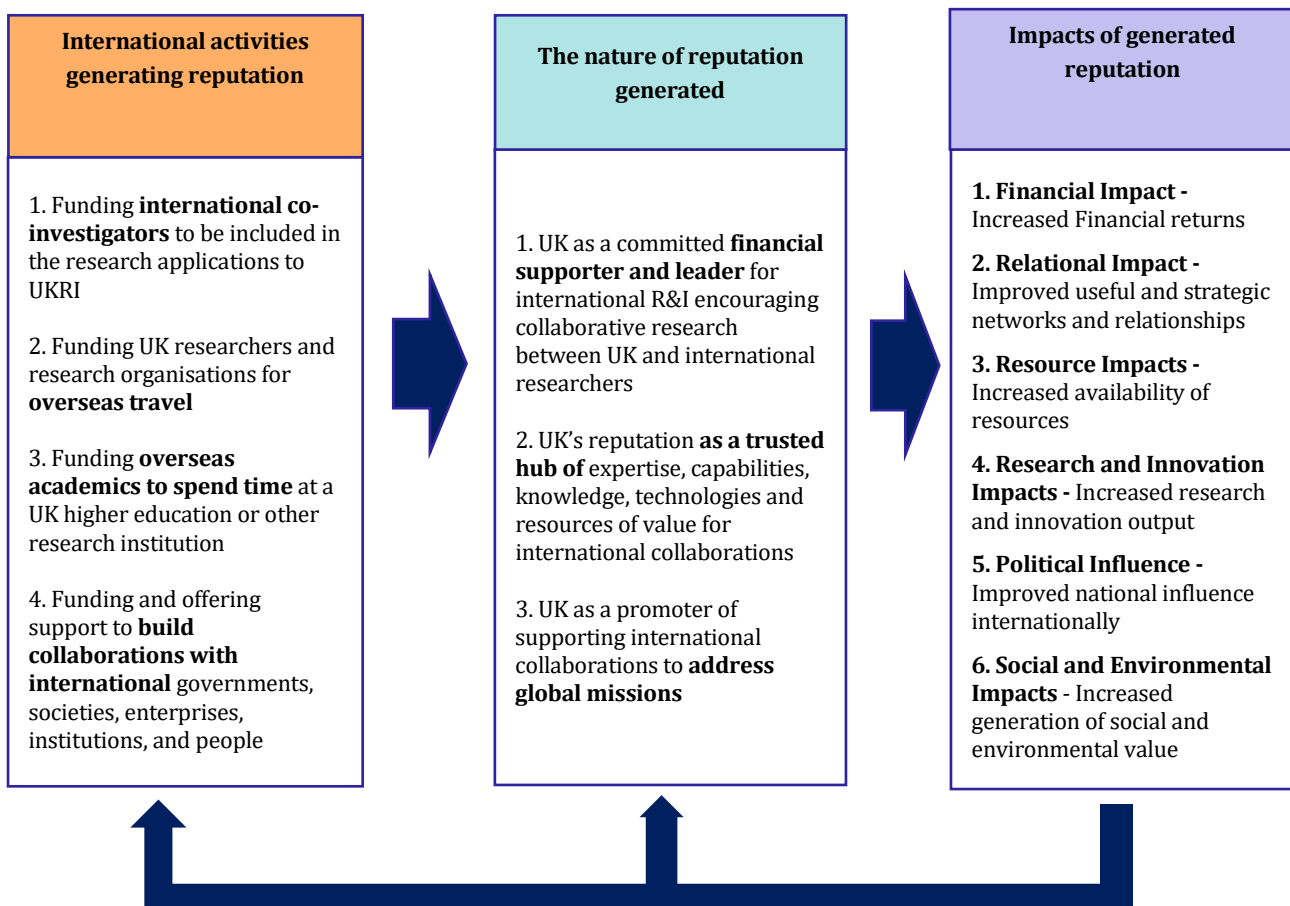 International activities
generating reputation
1. Funding international co-
investigators to be included in
the research applications to
UKRI
2. Funding UK researchers and
research organisations for
overseas travel
3. Funding overseas
academics to spend time at a
UK higher education or other
research institution
4. Funding and offering
support to build
collaborations with
international governments,
societies, enterprises,
institutions, and people
The nature of reputation
generated
1. UK as a committed financial
supporter and leader for
international R&I encouraging
collaborative research
between UK and international
researchers
2. UK’s reputation as a trusted
hub of expertise, capabilities,
knowledge, technologies and
resources of value for
international collaborations
3. UK as a promoter of
supporting international
collaborations to address
global missions
Impacts of generated
reputation
1. Financial Impact -
Increased Financial returns
2. Relational Impact -
Improved useful and strategic
networks and relationships
3. Resource Impacts -
Increased availability of
resources
4. Research and Innovation
Impacts - Increased research
and innovation output
5. Political Influence -
Improved national influence
internationally
6. Social and Environmental
Impacts - Increased
generation of social and
environmental value